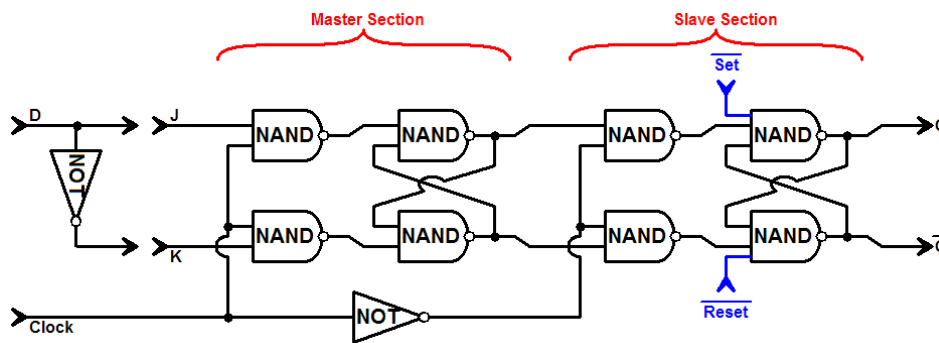 Master Section
Slave Section
Set
D
J
NAND
NAND
NAND
NAND
NOT
NAND
NAND
NAND
NAND
K
Reset
Clock
NOT